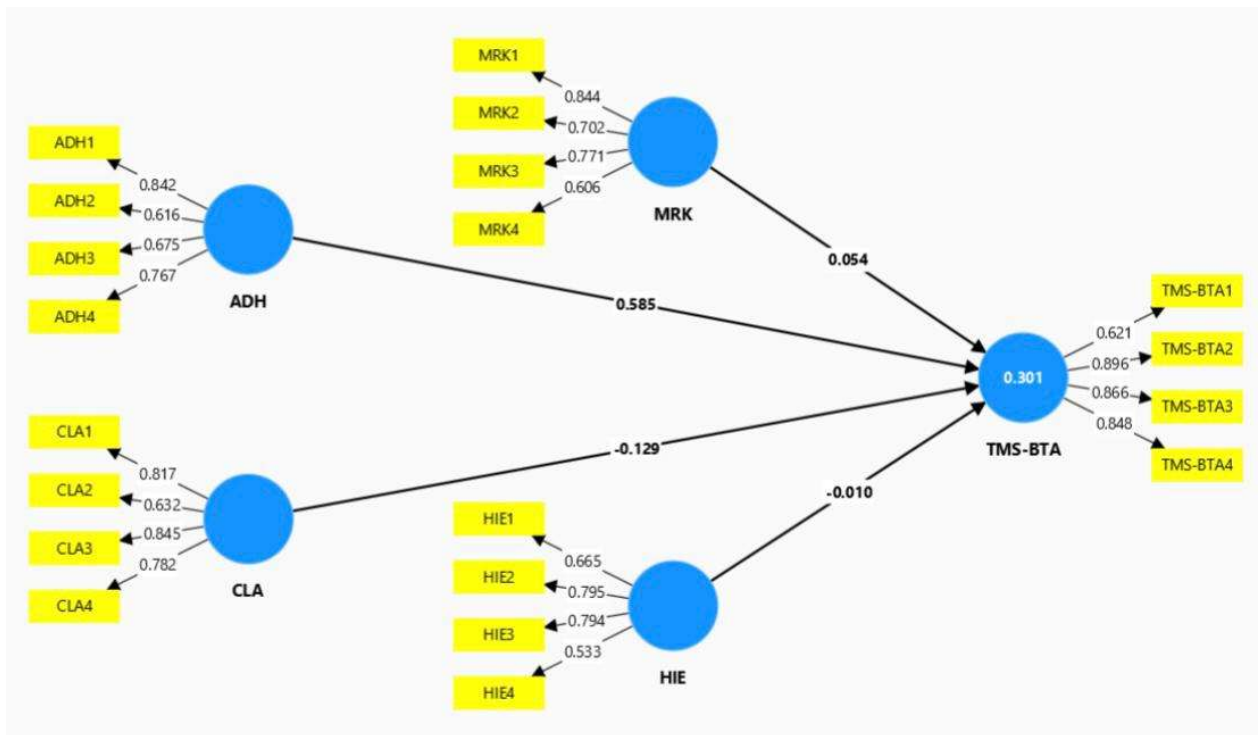 MRK1
MRK2
MRK3
MRK4
0.844
0.702
0.771
0.606
MRK
ADH1
ADH2
ADH3
ADH4
0.842
0.616
0.675
0.767
ADH
0.054
0.585
TMS-BTA1
TMS-BTA2
TMS-BTA3
TMS-BTA4
0.621
0.896
0.866
0.848
0.301
TMS-BTA
CLA1
CLA2
CLA3
CLA4
0.817
0.632
0.845
0.782
CLA
-0.129
-0.010
HIE1
HIE2
HIE3
HIE4
0.665
0.795
0.794
0.533
HIE